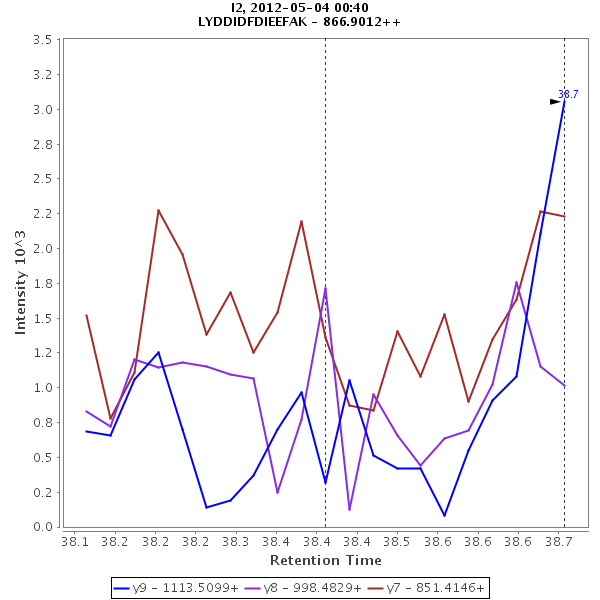 I2, 2012-05-04 00:40
LYDDIDFDIEEFAK - 866.9012++
3.5
3.2
3.0
2.8
2.5
2.2
2.0
1.8
1.5
1.2
1.0
0.8
0.5
0.2
0.0
Intensity 10^3
38.7
38.1 38.2 38.2 38.2 38.3 38.4 38.4 38.4 38.5 38.6 38.6 38.6 38.7
Retention Time
y9 - 1113.5099+ y8 - 998.4829+ y7 - 851.4146+